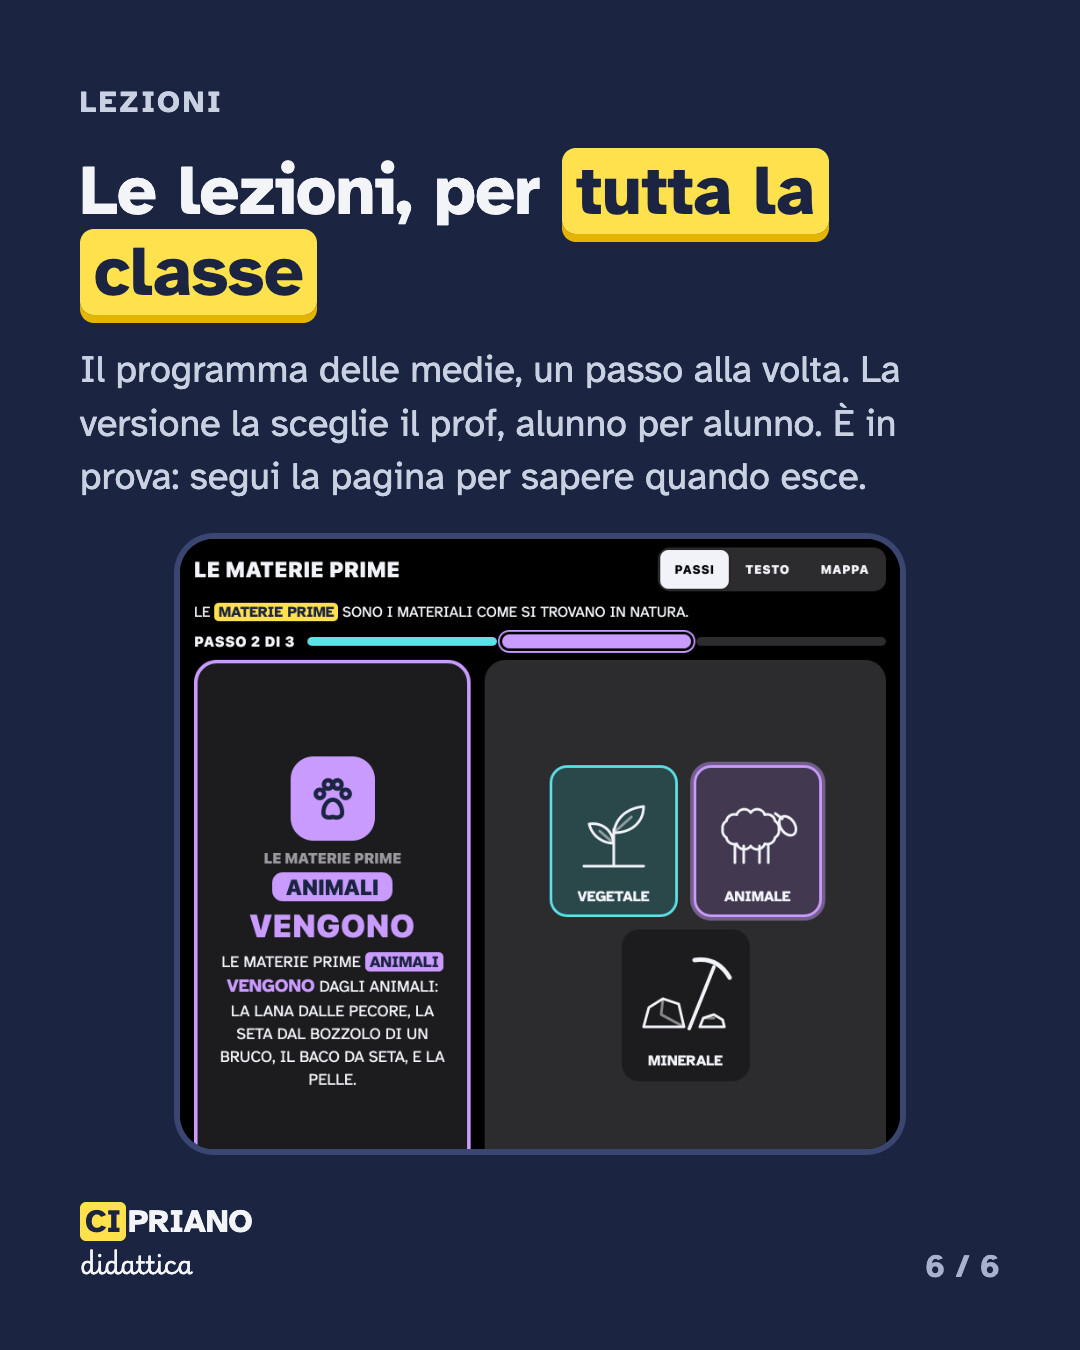 LEZIONI
Le lezioni, per tutta la
classe
Il programma delle medie, un passo alla volta. La
versione la sceglie il prof, alunno per alunno. È in
prova: segui la pagina per sapere quando esce.
LE MATERIE PRIME
PASSI TESTO MAPPA
LE MATERIE PRIME SONO I MATERIALI COME SI TROVANO IN NATURA.
PASSO 2 DI 3
LE MATERIE PRIME
ANIMALI
VENGONO
LE MATERIE PRIME ANIMALI
VENGONO DAGLI ANIMALI:
LA LANA DALLE PECORE, LA
SETA DAL BOZZOLO DI UN
BRUCO, IL BACO DA SETA, E LA
PELLE.
VEGETALE
ANIMALE
MINERALE
CIPRIANO
didattica
6 / 6